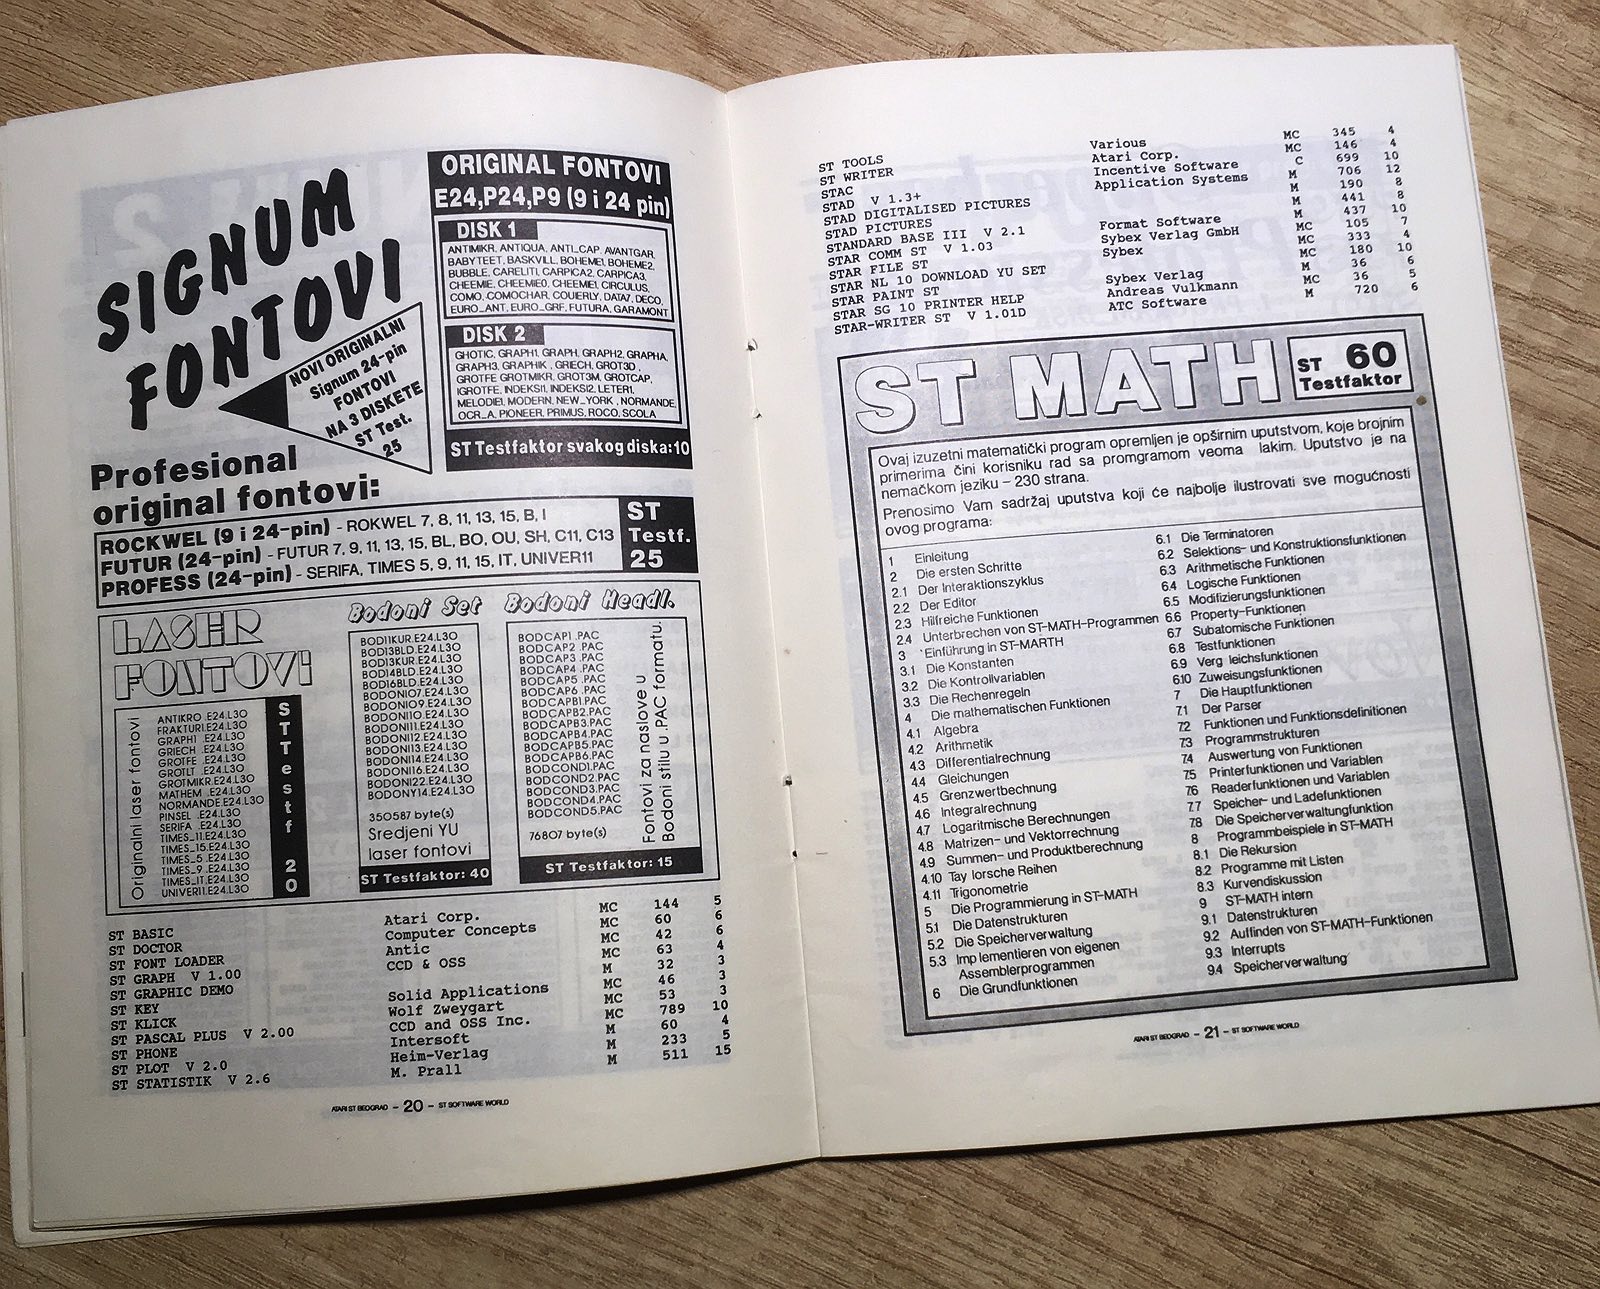 SIGNUM
FONTOVI
NOVI ORIGINALNI
Signum 24-pin
FONTOVI
NA 3 DISKETE
ST Test.
25
ORIGINAL FONTOVI
E24,P24,P9 (9 i 24 pin)
DISK 1
ANTIMIKR, ANTIQUA, ANTI_CAP, AVANTGAR,
BABYTEET, BASKVILL, BOHEME1, BOHEME2,
BUBBLE, CARELITI, CARPICA2, CARPICA3,
CHEEMIE, CHEEMIE0, CHEEMIE1, CIRCULUS,
COMO, COMOCHAR, COUERLY, DATA7, DECO,
EURO_ANT, EURO_GRF, FUTURA, GARAMONT
DISK 2
GHOTIC, GRAPH1, GRAPH, GRAPH2, GRAPHA,
GRAPH3, GRAPHIK , GRIECH, GROT3D ,
GROTFE GROTMIKR, GROT3M, GROTCAP,
IGROTFE, INDEKSI1, INDEKSI2, LETER1,
MELODIE1, MODERN, NEW_YORK , NORMANDE,
OCR_A, PIONEER, PRIMUS, ROCO, SCOLA
ST Testfaktor svakog diska:10
Profesional
original fontovi:
ROCKWEL (9 i 24-pin) - ROKWEL 7, 8, 11, 13, 15, B, I
FUTUR (24-pin) - FUTUR 7, 9, 11, 13, 15, BL, BO, OU, SH, C11, C13
PROFESS (24-pin) - SERIFA, TIMES 5, 9, 11, 15, IT, UNIVER11
ST
Testf.
25
LASER
FONTOVI
Originalni laser fontovi
ANTIKRO .E24.L30
FRAKTUR1.E24.L30
GRAPH1 .E24.L30
GRIECH .E24.L30
GROTFE .E24.L30
GROTLT .E24.L30
GROTMIKR.E24.L30
MATHEM .E24.L30
NORMANDE.E24.L30
PINSEL .E24.L30
SERIFA .E24.L30
TIMES_11.E24.L30
TIMES_15.E24.L30
TIMES_5 .E24.L30
TIMES_9 .E24.L30
TIMES_IT.E24.L30
UNIVER11.E24.L30
ST Testf 20
Bodoni Set
BOD11KUR.E24.L30
BOD13BLD.E24.L30
BOD13KUR.E24.L30
BOD14BLD.E24.L30
BOD16BLD.E24.L30
BODONI07.E24.L30
BODONI09.E24.L30
BODONI10.E24.L30
BODONI11.E24.L30
BODONI12.E24.L30
BODONI13.E24.L30
BODONI14.E24.L30
BODONI16.E24.L30
BODONI22.E24.L30
BODONY14.E24.L30
350587 byte(s)
Sredjeni YU
laser fontovi
ST Testfaktor: 40
Bodoni Headl.
BODCAP1 .PAC
BODCAP2 .PAC
BODCAP3 .PAC
BODCAP4 .PAC
BODCAP5 .PAC
BODCAP6 .PAC
BODCAPB1.PAC
BODCAPB2.PAC
BODCAPB3.PAC
BODCAPB4.PAC
BODCAPB5.PAC
BODCAPB6.PAC
BODCOND1.PAC
BODCOND2.PAC
BODCOND3.PAC
BODCOND4.PAC
BODCOND5.PAC
76807 byte(s)
Fontovi za naslove u
Bodoni stilu u .PAC formatu.
ST Testfaktor: 15
ST BASIC Atari Corp. MC 144 5
ST DOCTOR Computer Concepts MC 60 6
ST FONT LOADER Antic MC 42 6
ST GRAPH V 1.00 CCD & OSS MC 63 4
ST GRAPHIC DEMO M 32 3
ST KEY Solid Applications MC 46 3
ST KLICK Wolf Zweygart MC 53 3
ST PASCAL PLUS V 2.00 CCD and OSS Inc. MC 789 10
ST PHONE Intersoft M 60 4
ST PLOT V 2.0 Heim-Verlag M 233 5
ST STATISTIK V 2.6 M. Prall M 511 15
ATARI ST BEOGRAD - 20 - ST SOFTWARE WORLD
ST TOOLS Various MC 345 4
ST WRITER Atari Corp. MC 146 4
STAC Incentive Software C 699 10
STAD V 1.3+ Application Systems M 706 12
STAD DIGITALISED PICTURES M 190 8
STAD PICTURES M 441 8
STANDARD BASE III V 2.1 Format Software M 437 10
STAR COMM ST V 1.03 Sybex Verlag GmbH MC 105 7
STAR FILE ST Sybex MC 333 4
STAR NL 10 DOWNLOAD YU SET MC 180 10
STAR PAINT ST Sybex Verlag M 36 6
STAR SG 10 PRINTER HELP Andreas Vulkmann MC 36 5
STAR-WRITER ST V 1.01D ATC Software M 720 6
ST MATH
ST 60
Testfaktor
Ovaj izuzetni matematički program opremljen je opširnim uputstvom, koje brojnim
primerima čini korisniku rad sa promgramom veoma lakim. Uputstvo je na
nemačkom jeziku - 230 strana.
Prenosimo Vam sadržaj uputstva koji će najbolje ilustrovati sve mogućnosti
ovog programa:
1 Einleitung
2 Die ersten Schritte
2.1 Der Interaktionszyklus
2.2 Der Editor
2.3 Hilfreiche Funktionen
2.4 Unterbrechen von ST-MATH-Programmen
3 'Einführung in ST-MARTH
3.1 Die Konstanten
3.2 Die Kontrollvariablen
3.3 Die Rechenregeln
4 Die mathematischen Funktionen
4.1 Algebra
4.2 Arithmetik
4.3 Differentialrechnung
4.4 Gleichungen
4.5 Grenzwertbechnung
4.6 Integralrechnung
4.7 Logaritmische Berechnungen
4.8 Matrizen- und Vektorrechnung
4.9 Summen- und Produktberechnung
4.10 Tay lorsche Reihen
4.11 Trigonometrie
5 Die Programmierung in ST-MATH
5.1 Die Datenstrukturen
5.2 Die Speicherverwaltung
5.3 Imp lementieren von eigenen
Assemblerprogrammen
6 Die Grundfunktionen
6.1 Die Terminatoren
6.2 Selektions- und Konstruktionsfunktionen
6.3 Arithmetische Funktionen
6.4 Logische Funktionen
6.5 Modifizierungsfunktionen
6.6 Property-Funktionen
6.7 Subatomische Funktionen
6.8 Testfunktionen
6.9 Verg leichsfunktionen
6.10 Zuweisungsfunktionen
7 Die Hauptfunktionen
7.1 Der Parser
7.2 Funktionen und Funktionsdefinitionen
7.3 Programmstrukturen
7.4 Auswertung von Funktionen
7.5 Printerfunktionen und Variablen
7.6 Readerfunktionen und Variablen
7.7 Speicher- und Ladefunktionen
7.8 Die Speicherverwaltungfunktion
8 Programmbeispiele in ST-MATH
8.1 Die Rekursion
8.2 Programme mit Listen
8.3 Kurvendiskussion
9 ST-MATH intern
9.1 Datenstrukturen
9.2 Auffinden von ST-MATH-Funktionen
9.3 Interrupts
9.4 Speicherverwaltung
ATARI ST BEOGRAD - 21 - ST SOFTWARE WORLD